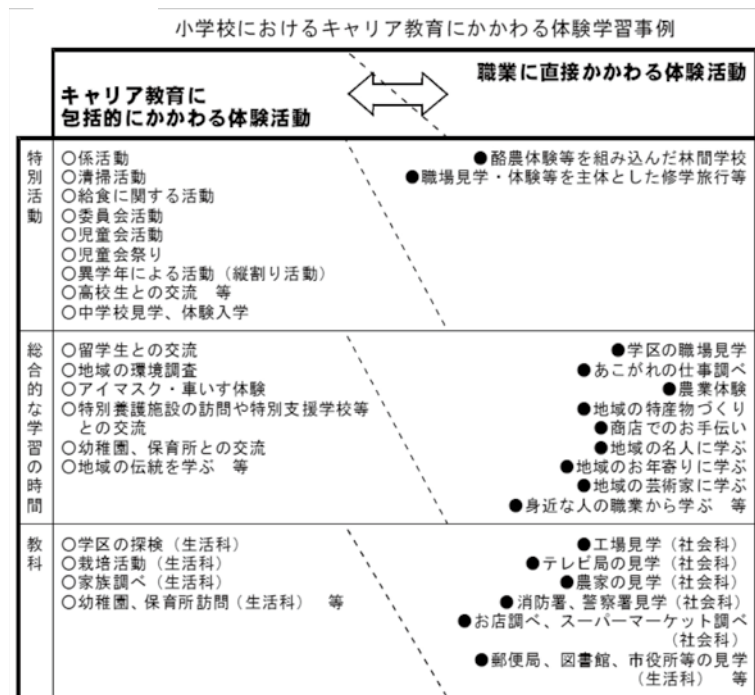 小学校におけるキャリア教育にかかわる体験学習事例
キャリア教育に
包括的にかかわる体験活動
職業に直接かかわる体験活動
特別活動
○係活動
○清掃活動
○給食に関する活動
○委員会活動
○児童会活動
○児童会祭り
○異学年による活動（縦割り活動）
○高校生との交流　等
○中学校見学、体験入学
●酪農体験等を組み込んだ林間学校
●職場見学・体験等を主体とした修学旅行等
総合的な学習の時間
○留学生との交流
○地域の環境調査
○アイマスク・車いす体験
○特別養護施設の訪問や特別支援学校等
との交流
○幼稚園、保育所との交流
○地域の伝統を学ぶ　等
●学区の職場見学
●あこがれの仕事調べ
●農業体験
●地域の特産物づくり
●商店でのお手伝い
●地域の名人に学ぶ
●地域のお年寄りに学ぶ
●地域の芸術家に学ぶ
●身近な人の職業から学ぶ　等
教科
○学区の探検（生活科）
○栽培活動（生活科）
○家族調べ（生活科）
○幼稚園、保育所訪問（生活科）　等
●工場見学（社会科）
●テレビ局の見学（社会科）
●農家の見学（社会科）
●消防署、警察署見学（社会科）
●お店調べ、スーパーマーケット調べ
（社会科）
●郵便局、図書館、市役所等の見学
（生活科）　等